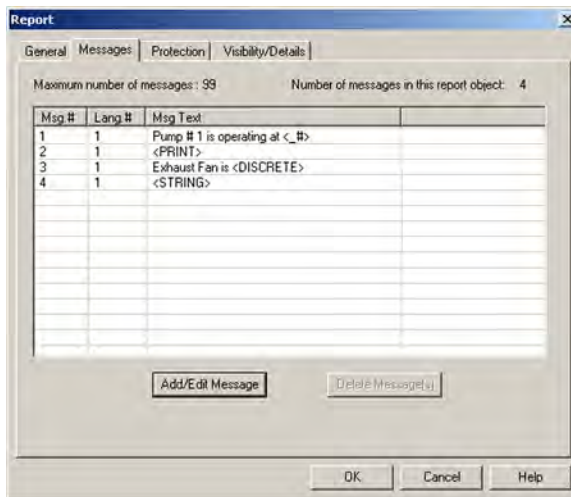 Report
General Messages Protection Visibility/Details
Maximum number of messages : 99 Number of messages in this report object: 4
Msg.# Lang.# Msg Text
1 1 Pump # 1 is operating at <_#>
2 1 <PRINT>
3 1 Exhaust Fan is <DISCRETE>
4 1 <STRING>
Add/Edit Message Delete Message(s)
OK Cancel Help